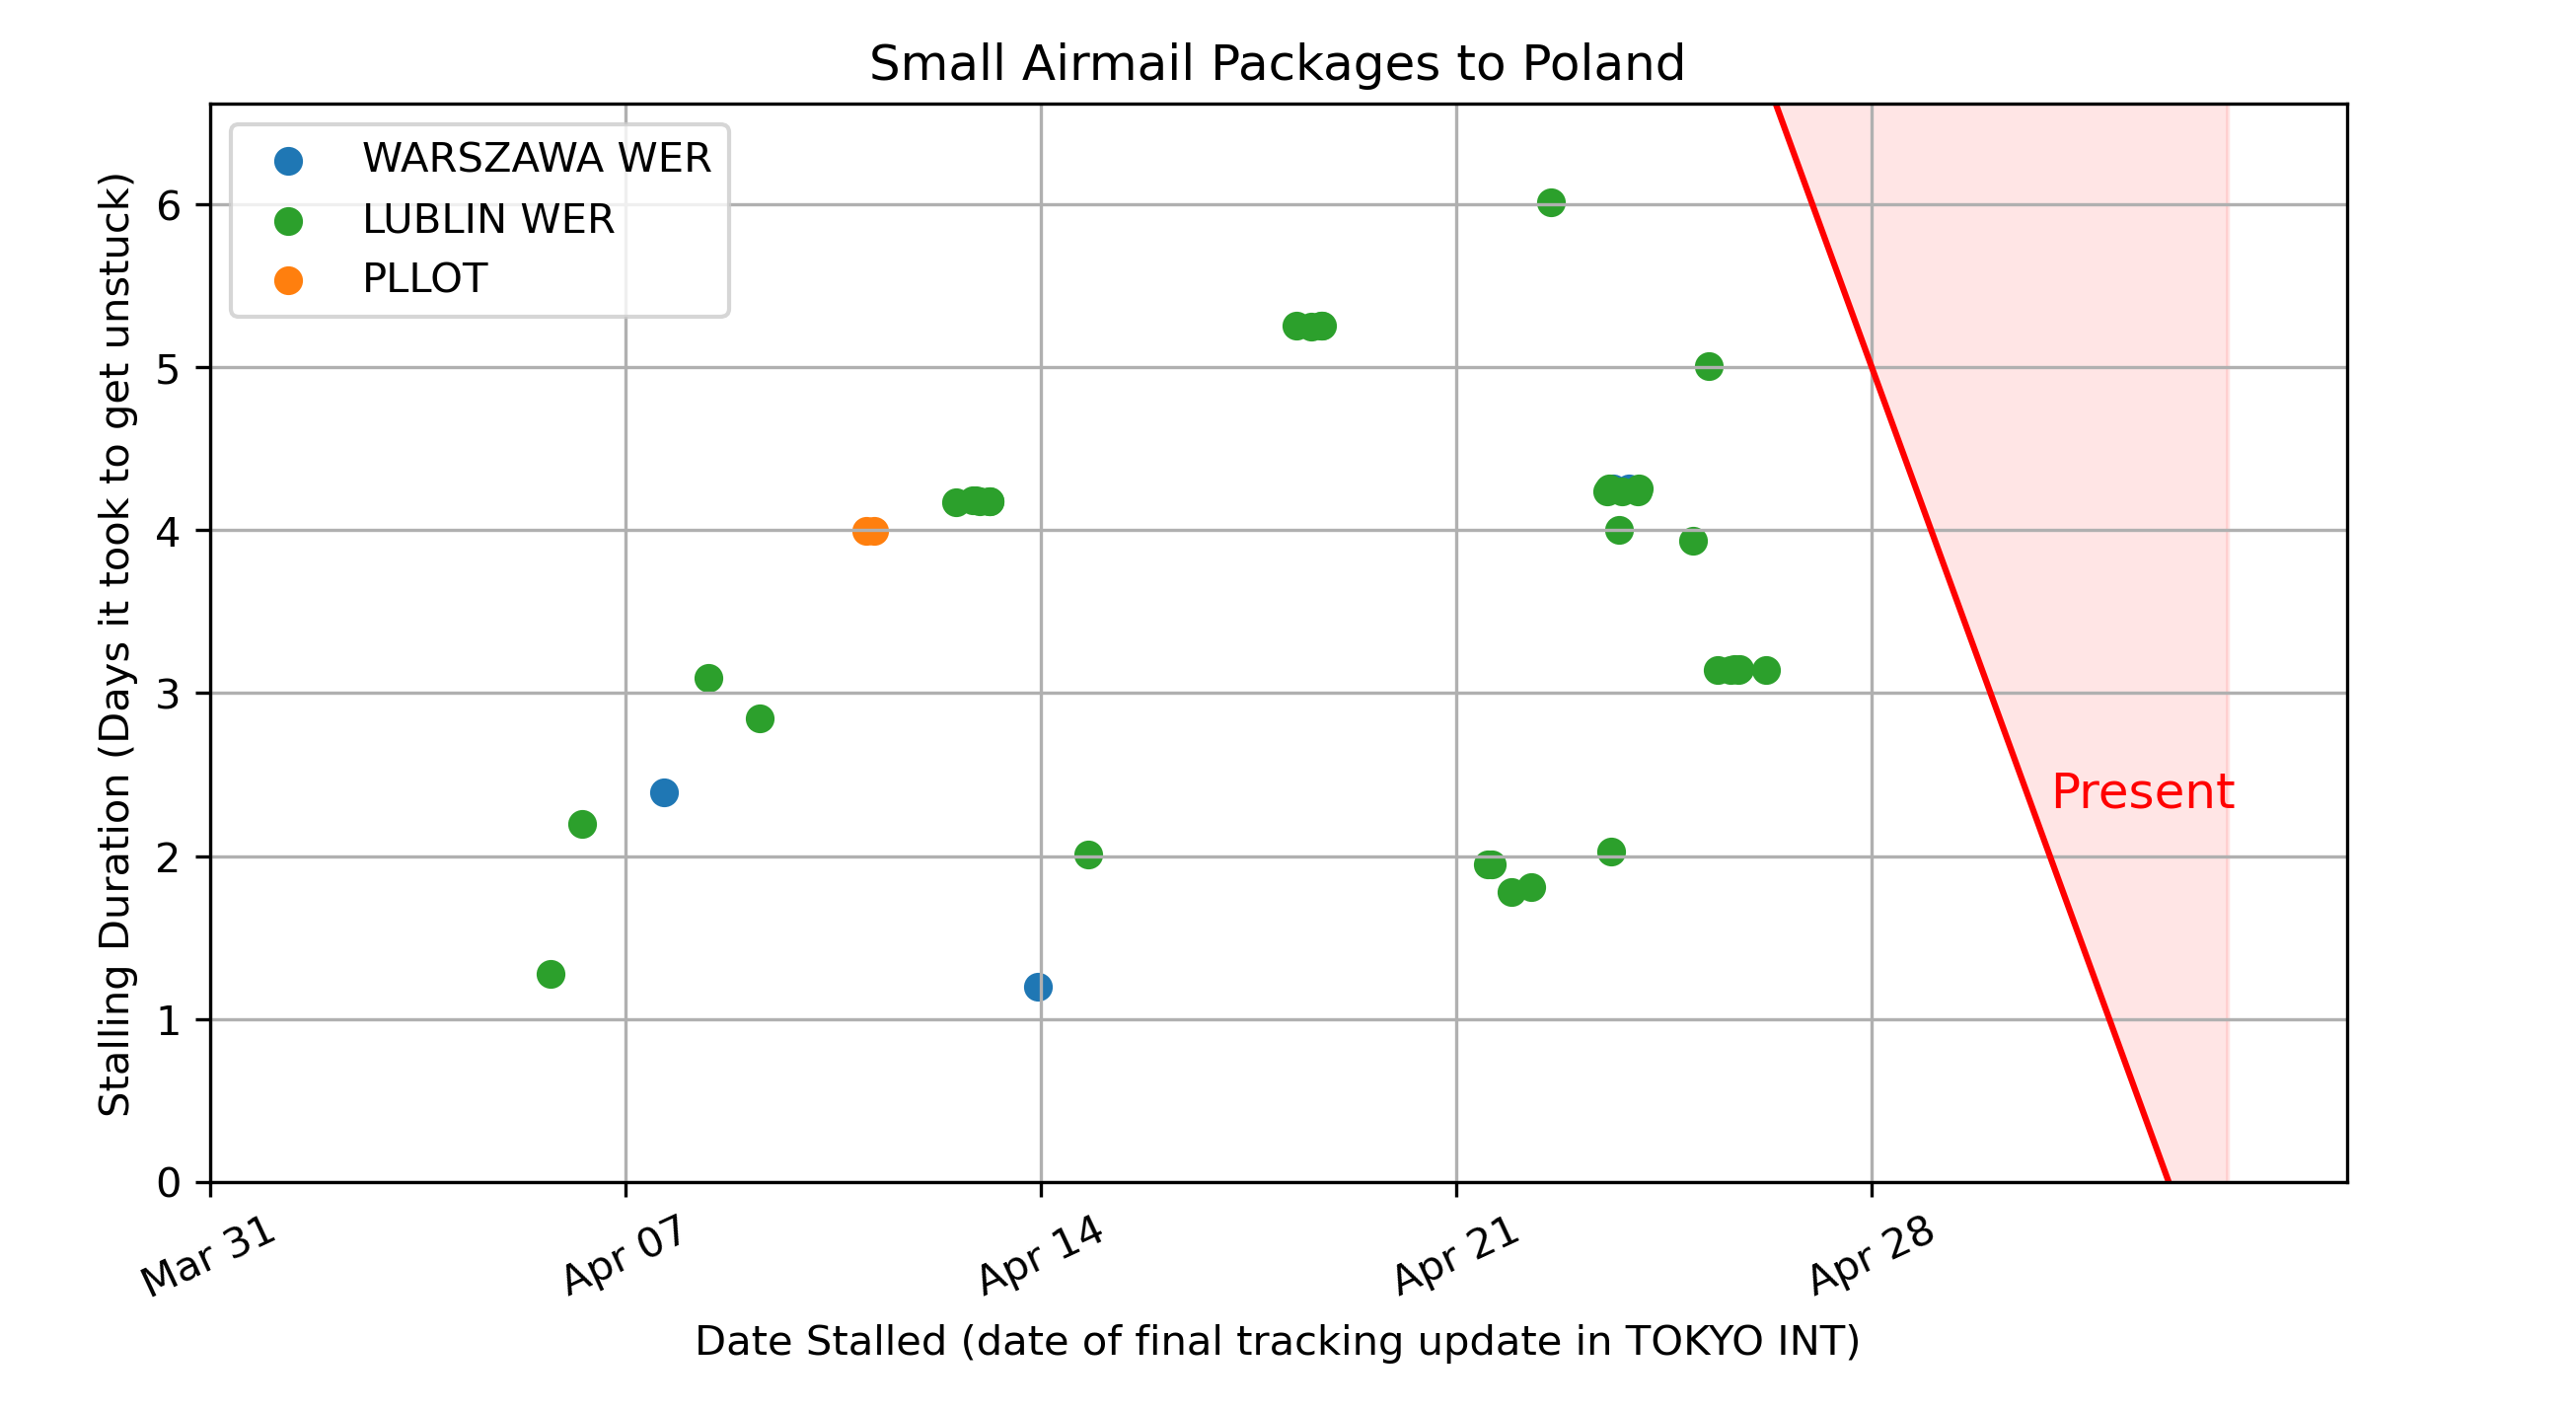 Small Airmail Packages to Poland
WARSZAWA WER
LUBLIN WER
PLLOT
Stalling Duration (Days it took to get unstuck)
6
5
4
3
2
1
0
Present
Mar 31
Apr 07
Apr 14
Apr 21
Apr 28
Date Stalled (date of final tracking update in TOKYO INT)